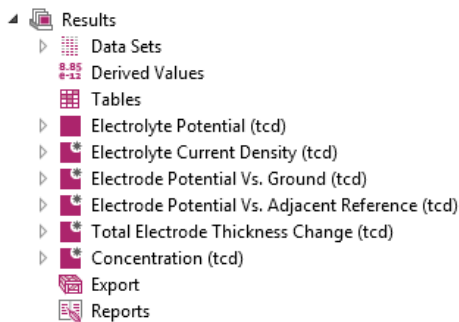 Results
Data Sets
8.85
e-12 Derived Values
Tables
Electrolyte Potential (tcd)
Electrolyte Current Density (tcd)
Electrode Potential Vs. Ground (tcd)
Electrode Potential Vs. Adjacent Reference (tcd)
Total Electrode Thickness Change (tcd)
Concentration (tcd)
Export
Reports